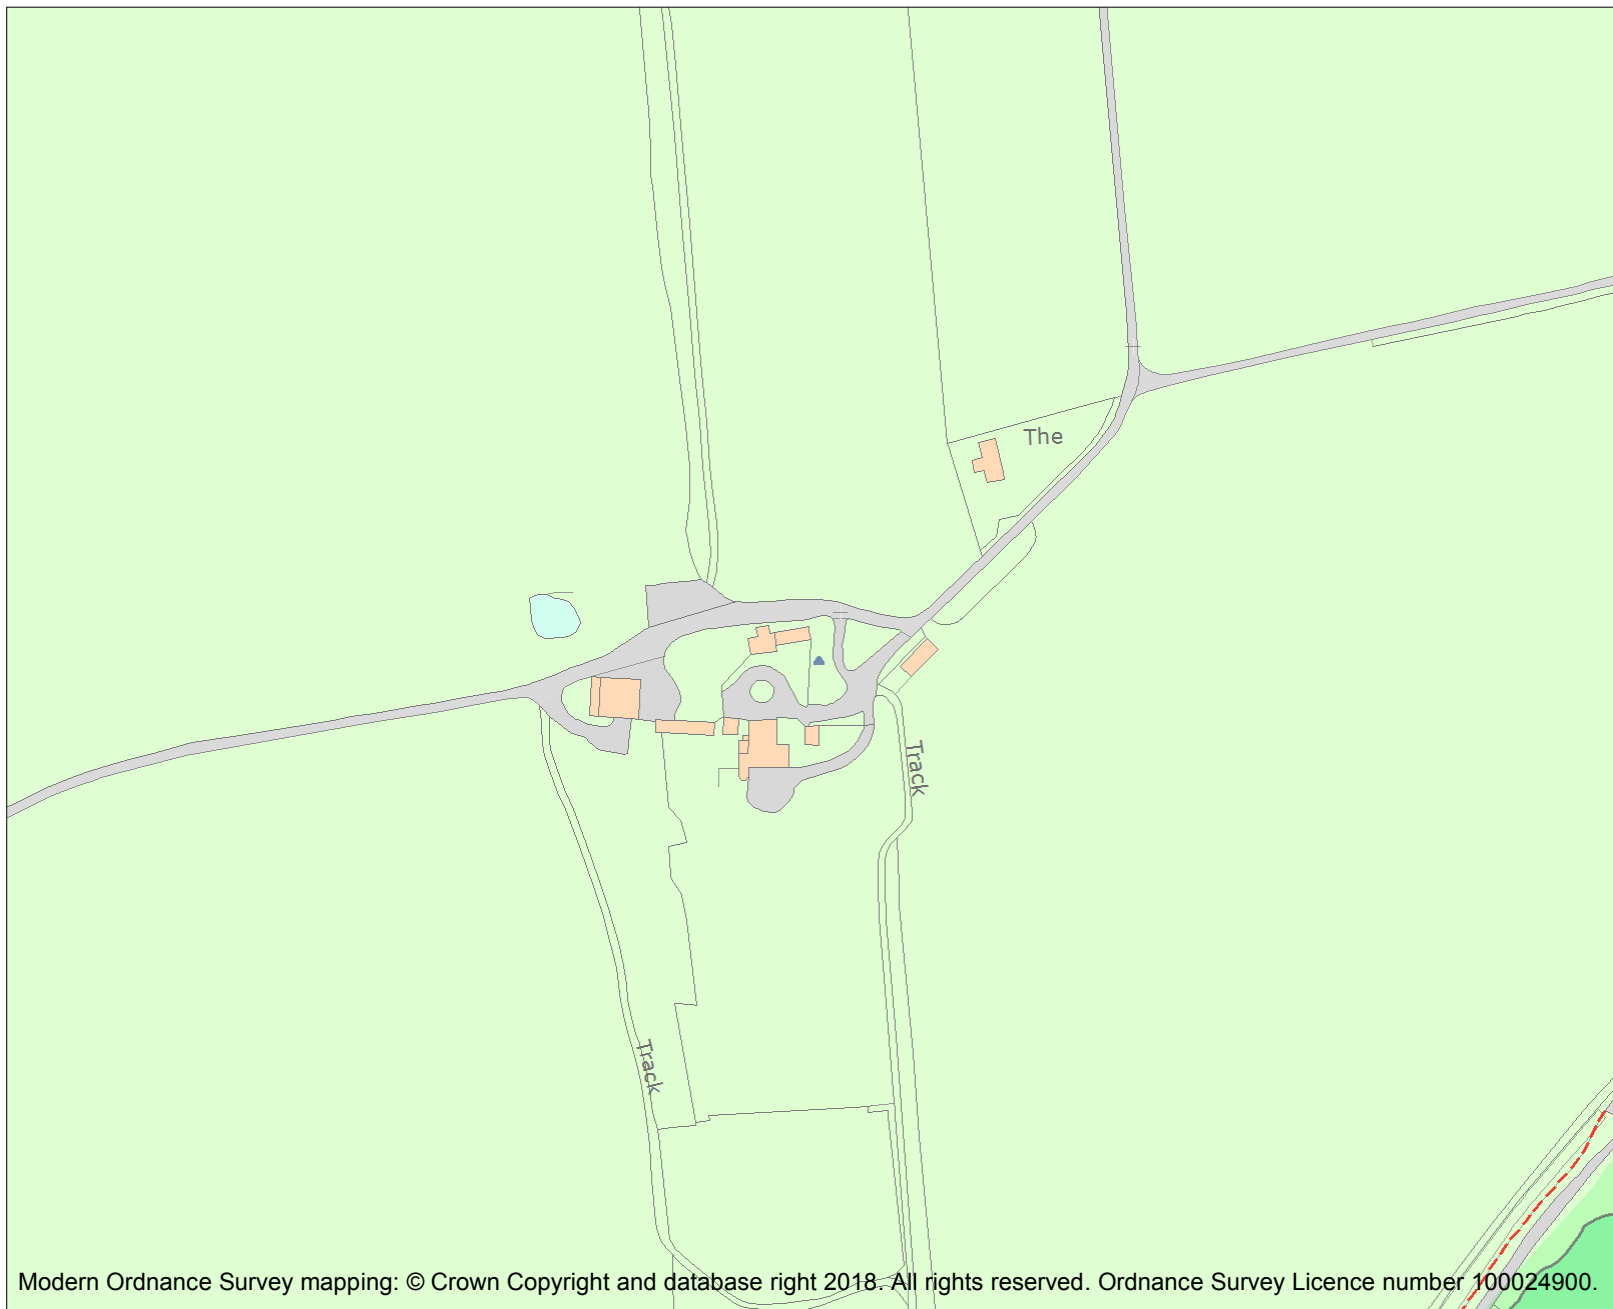 The
Track
Track
Modern Ordnance Survey mapping: © Crown Copyright and database right 2018. All rights reserved. Ordnance Survey Licence number 100024900.